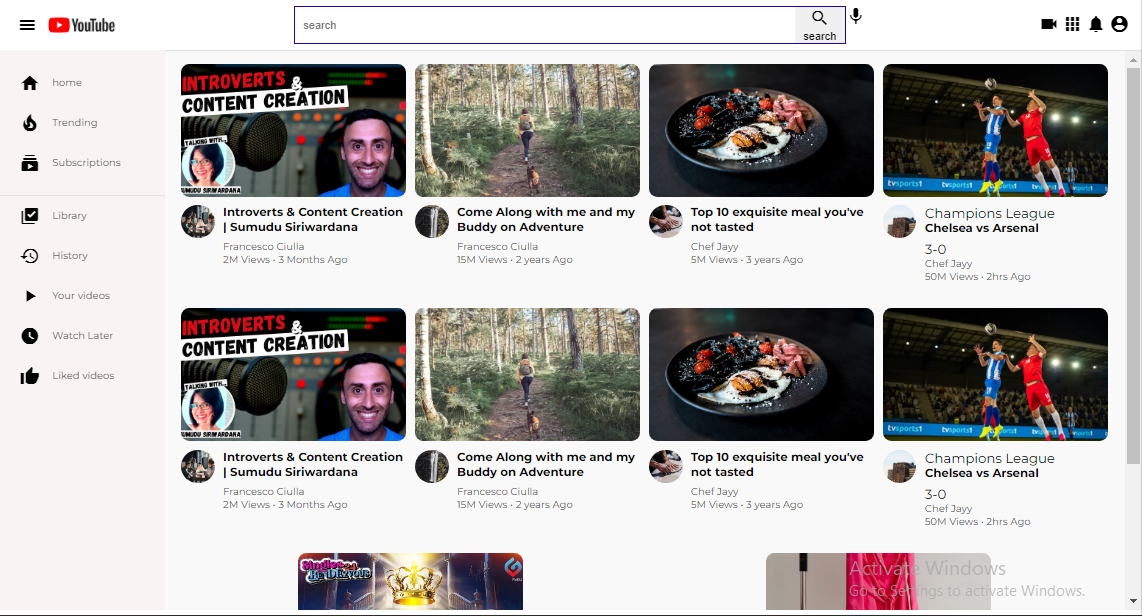 YouTube
search
search
home
Trending
Subscriptions
Library
History
Your videos
Watch Later
Liked videos
INTROVERTS &
CONTENT CREATION
TALKING WITH...
SUMUDU SIRIWARDANA
tvsports1
tvsports1
Introverts & Content Creation
| Sumudu Siriwardana
Francesco Ciulla
2M Views • 3 Months Ago
Come Along with me and my
Buddy on Adventure
Francesco Ciulla
15M Views • 2 years Ago
Top 10 exquisite meal you've
not tasted
Chef Jayy
5M Views • 3 years Ago
Champions League
Chelsea vs Arsenal
3-0
Chef Jayy
50M Views • 2hrs Ago
INTROVERTS &
CONTENT CREATION
TALKING WITH...
SUMUDU SIRIWARDANA
tvsports1
tvsports1
Introverts & Content Creation
| Sumudu Siriwardana
Francesco Ciulla
2M Views • 3 Months Ago
Come Along with me and my
Buddy on Adventure
Francesco Ciulla
15M Views • 2 years Ago
Top 10 exquisite meal you've
not tasted
Chef Jayy
5M Views • 3 years Ago
Champions League
Chelsea vs Arsenal
3-0
Chef Jayy
50M Views • 2hrs Ago
Activate Windows
Go to Settings to activate Windows.